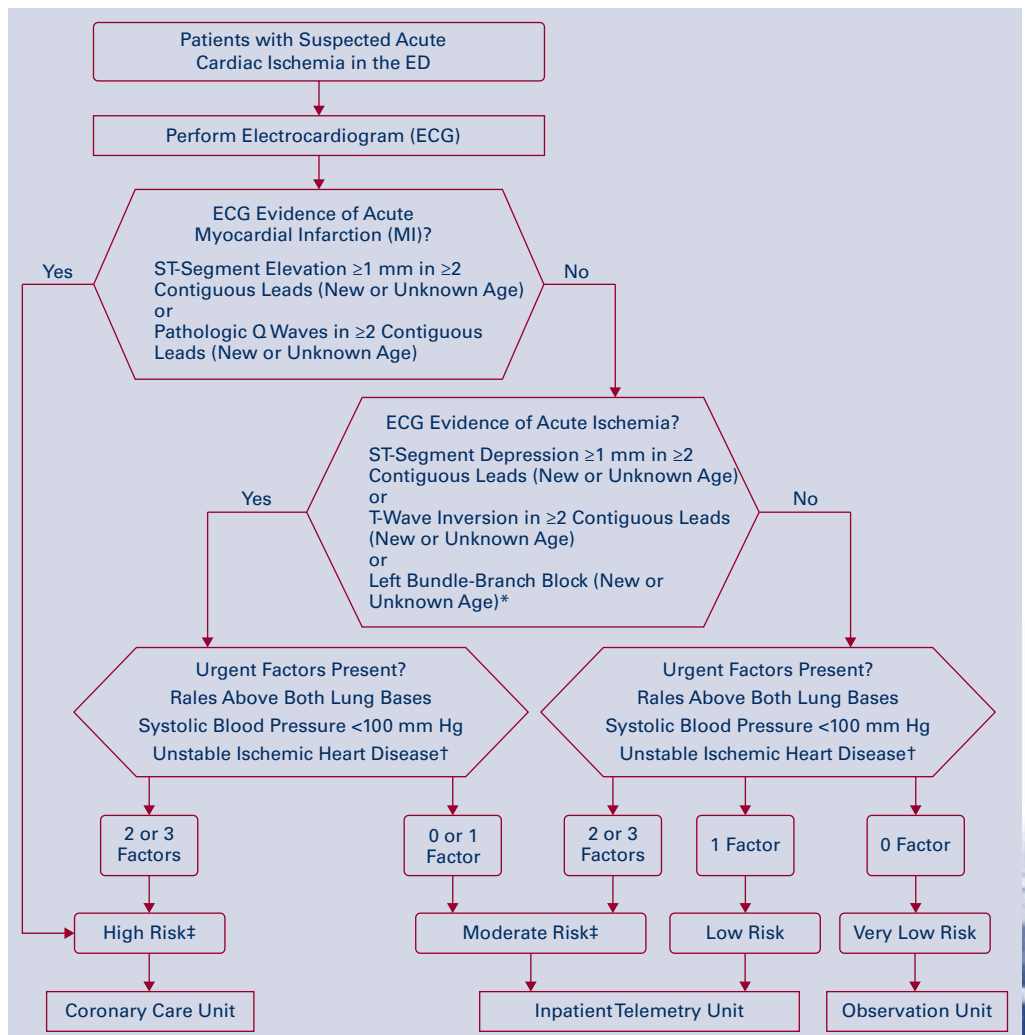 Patients with Suspected Acute
Cardiac Ischemia in the ED
Perform Electrocardiogram (ECG)
ECG Evidence of Acute
Myocardial Infarction (MI)?
ST-Segment Elevation ≥1 mm in ≥2
Contiguous Leads (New or Unknown Age)
or
Pathologic Q Waves in ≥2 Contiguous
Leads (New or Unknown Age)
Yes
No
ECG Evidence of Acute Ischemia?
ST-Segment Depression ≥1 mm in ≥2
Contiguous Leads (New or Unknown Age)
or
T-Wave Inversion in ≥2 Contiguous Leads
(New or Unknown Age)
or
Left Bundle-Branch Block (New or
Unknown Age)*
Yes
No
Urgent Factors Present?
Rales Above Both Lung Bases
Systolic Blood Pressure <100 mm Hg
Unstable Ischemic Heart Disease†
Urgent Factors Present?
Rales Above Both Lung Bases
Systolic Blood Pressure <100 mm Hg
Unstable Ischemic Heart Disease†
2 or 3
Factors
0 or 1
Factor
2 or 3
Factors
1 Factor
0 Factor
High Risk‡
Moderate Risk‡
Low Risk
Very Low Risk
Coronary Care Unit
Inpatient Telemetry Unit
Observation Unit